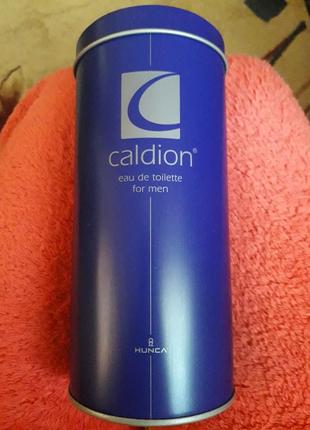 caldion®
eau de toilette
for men
HUNCA